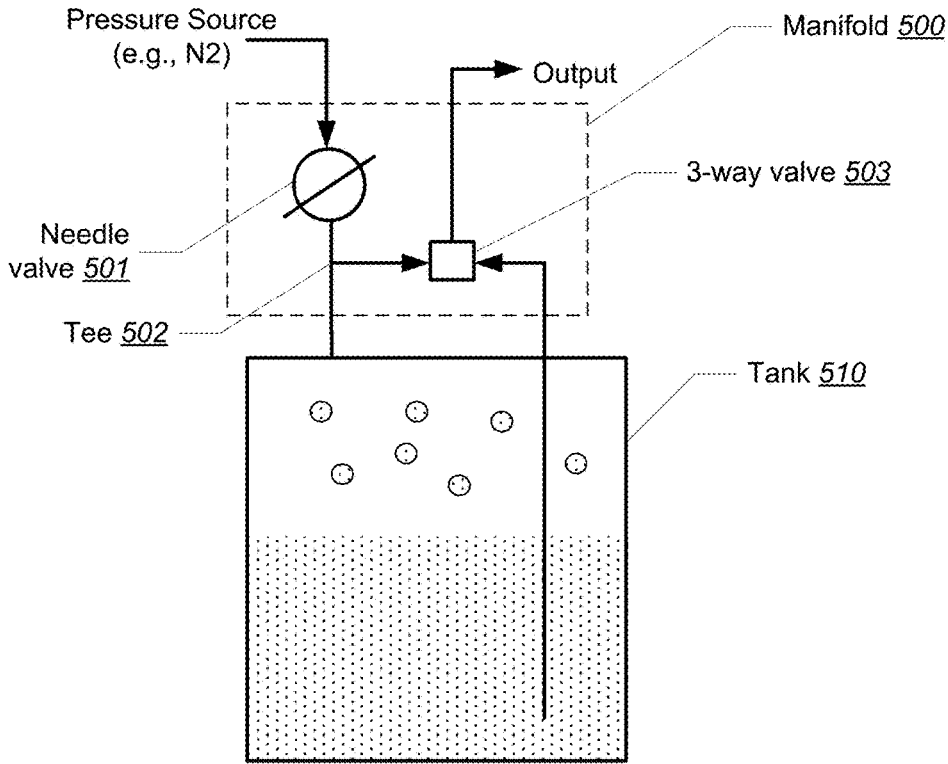 Pressure Source
(e.g., N2)
Manifold 500
Output
3-way valve 503
Needle
valve 501
Tee 502
Tank 510